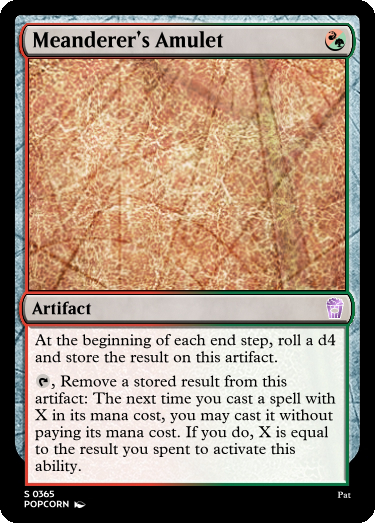 Meanderer's Amulet
Artifact
At the beginning of each end step, roll a d4
and store the result on this artifact.
, Remove a stored result from this
artifact: The next time you cast a spell with
X in its mana cost, you may cast it without
paying its mana cost. If you do, X is equal
to the result you spent to activate this
ability.
S 0365
POPCORN
Pat